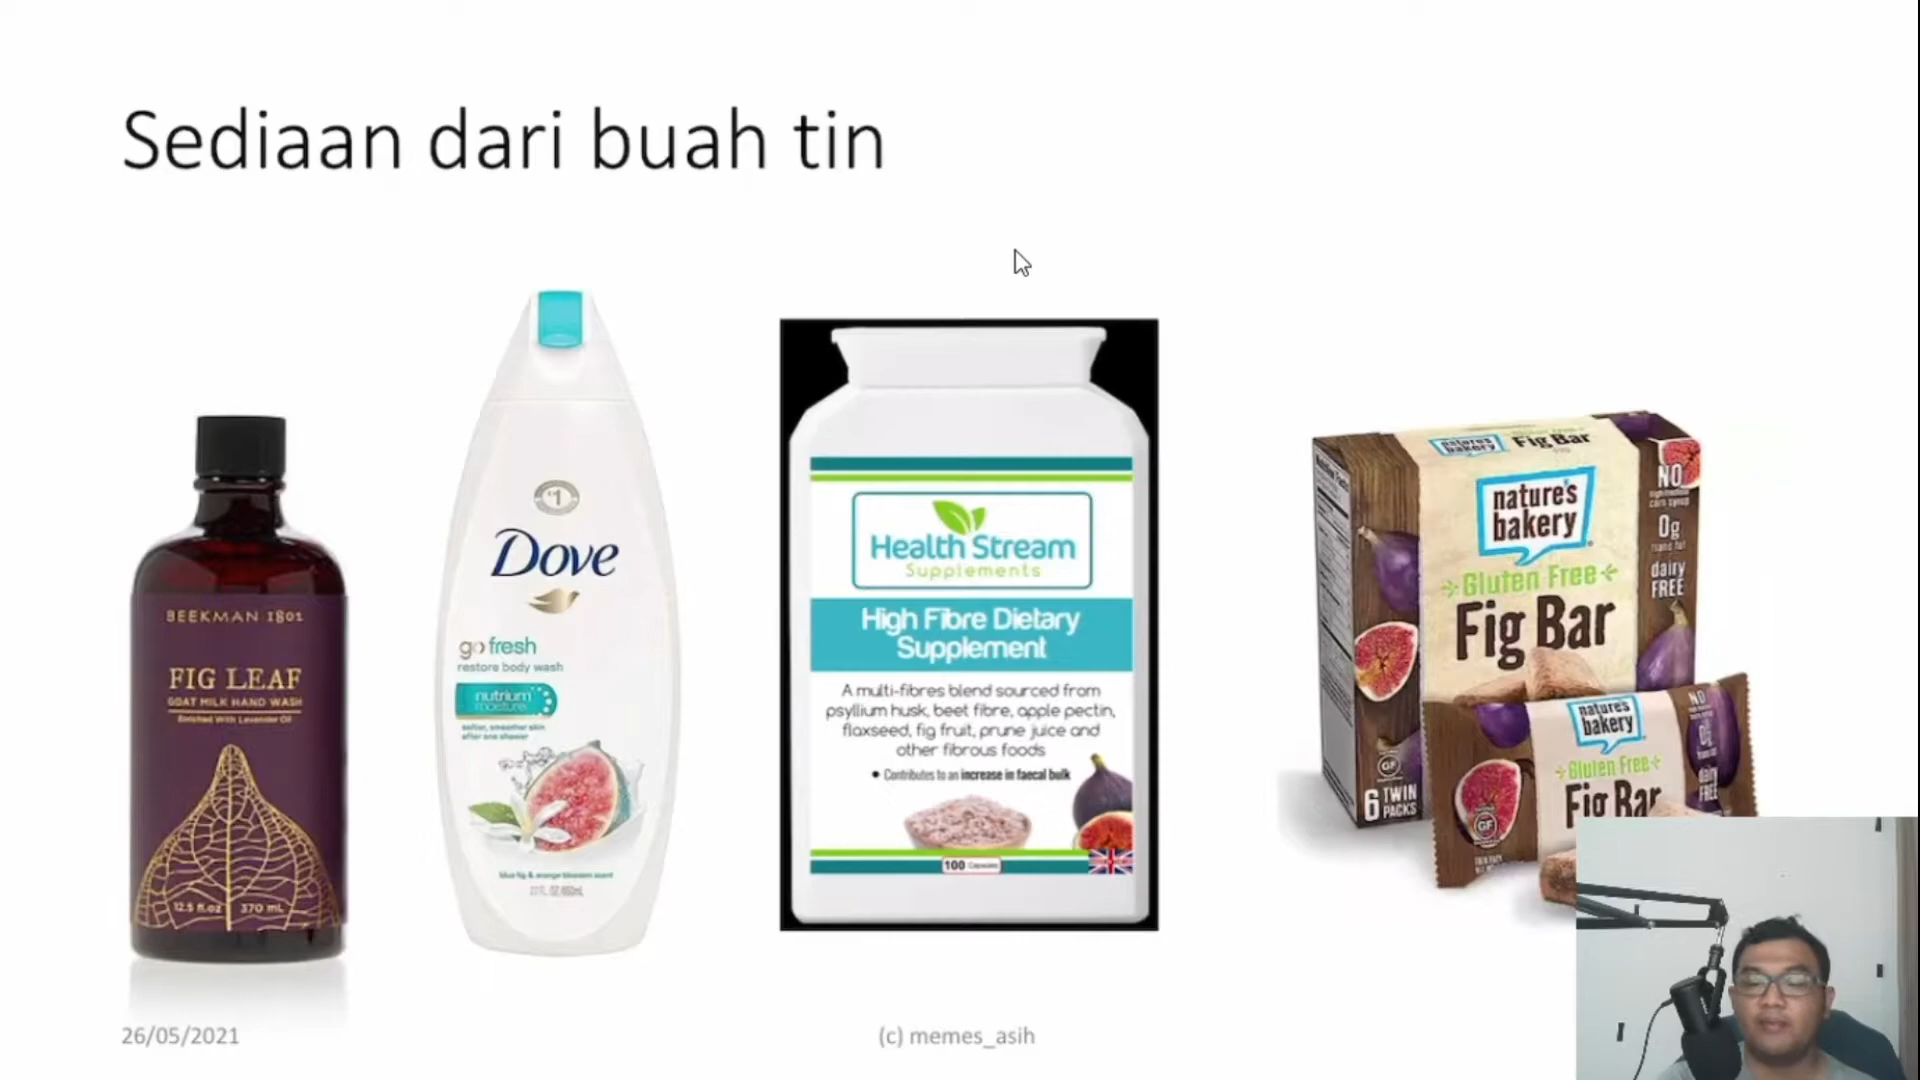 Sediaan dari buah tin
BEEKMAN 1802
FIG LEAF
GOAT MILK HAND WASH
Enriched With Lavender Oil
12.5 fl.oz 370 mL
#1
Dove
go fresh
restore body wash
nutrium
moisture
softer, smoother skin
after one shower
blue fig & orange blossom scent
Health Stream
Supplements
High Fibre Dietary
Supplement
A multi-fibres blend sourced from
psyllium husk, beet fibre, apple pectin,
flaxseed, fig fruit, prune juice and
other fibrous foods
• Contributes to an increase in faecal bulk
100 Capsules
nature's bakery
Fig Bar
nature's
bakery
Gluten Free
Fig Bar
NO
high fructose
corn syrup
0g
trans fat
dairy
FREE
GF
6 TWIN
PACKS
nature's
bakery
Gluten Free
Fig Bar
NO
0g
dairy
FREE
GF
26/05/2021
(c) memes_asih